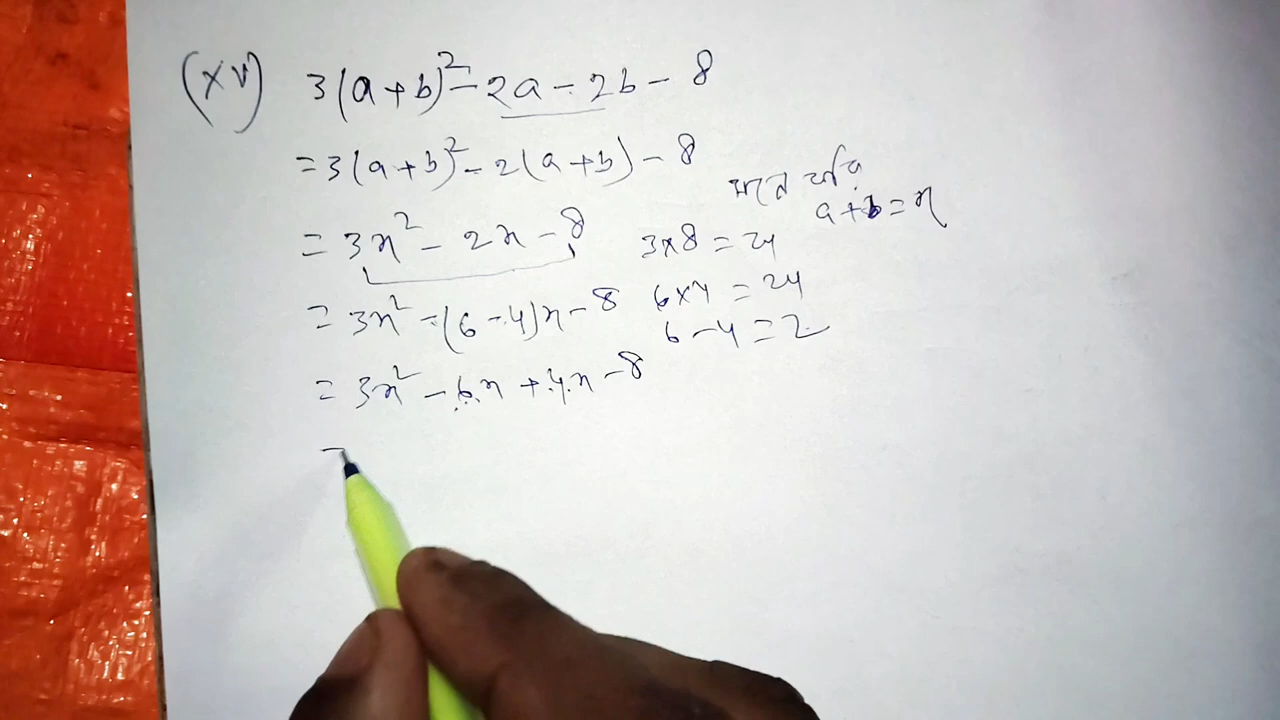 (xv) 3(a+b)² - 2a - 2b - 8
= 3(a+b)² - 2(a+b) - 8
মনে করি
a+b = x
= 3x² - 2x - 8
3×8 = 24
= 3x² - (6-4)x - 8
6×4 = 24
6-4 = 2
= 3x² - 6x + 4x - 8